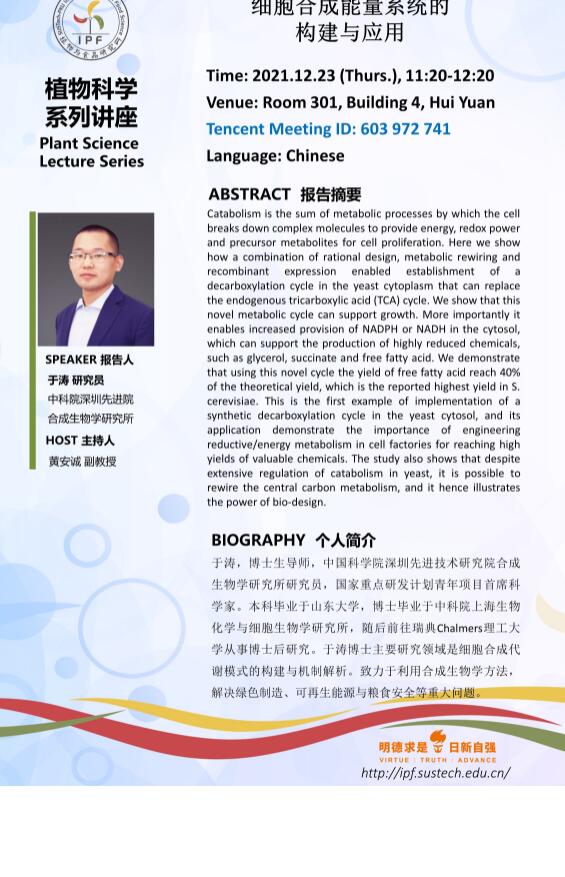 细胞合成能量系统的
构建与应用
IPF
植物与食品研究所
植物科学
系列讲座
Plant Science
Lecture Series
Time: 2021.12.23 (Thurs.), 11:20-12:20
Venue: Room 301, Building 4, Hui Yuan
Tencent Meeting ID: 603 972 741
Language: Chinese
SPEAKER 报告人
于涛 研究员
中科院深圳先进院
合成生物学研究所
HOST 主持人
黄安诚 副教授
ABSTRACT 报告摘要
Catabolism is the sum of metabolic processes by which the cell
breaks down complex molecules to provide energy, redox power
and precursor metabolites for cell proliferation. Here we show
how a combination of rational design, metabolic rewiring and
recombinant expression enabled establishment of a
decarboxylation cycle in the yeast cytoplasm that can replace
the endogenous tricarboxylic acid (TCA) cycle. We show that this
novel metabolic cycle can support growth. More importantly it
enables increased provision of NADPH or NADH in the cytosol,
which can support the production of highly reduced chemicals,
such as glycerol, succinate and free fatty acid. We demonstrate
that using this novel cycle the yield of free fatty acid reach 40%
of the theoretical yield, which is the reported highest yield in S.
cerevisiae. This is the first example of implementation of a
synthetic decarboxylation cycle in the yeast cytosol, and its
application demonstrate the importance of engineering
reductive/energy metabolism in cell factories for reaching high
yields of valuable chemicals. The study also shows that despite
extensive regulation of catabolism in yeast, it is possible to
rewire the central carbon metabolism, and it hence illustrates
the power of bio-design.
BIOGRAPHY 个人简介
于涛，博士生导师，中国科学院深圳先进技术研究院合成
生物学研究所研究员，国家重点研发计划青年项目首席科
学家。本科毕业于山东大学，博士毕业于中科院上海生物
化学与细胞生物学研究所，随后前往瑞典Chalmers理工大
学从事博士后研究。于涛博士主要研究领域是细胞合成代
谢模式的构建与机制解析。致力于利用合成生物学方法，
解决绿色制造、可再生能源与粮食安全等重大问题。
明德求是 日新自强
VIRTUE TRUTH ADVANCE
http://ipf.sustech.edu.cn/